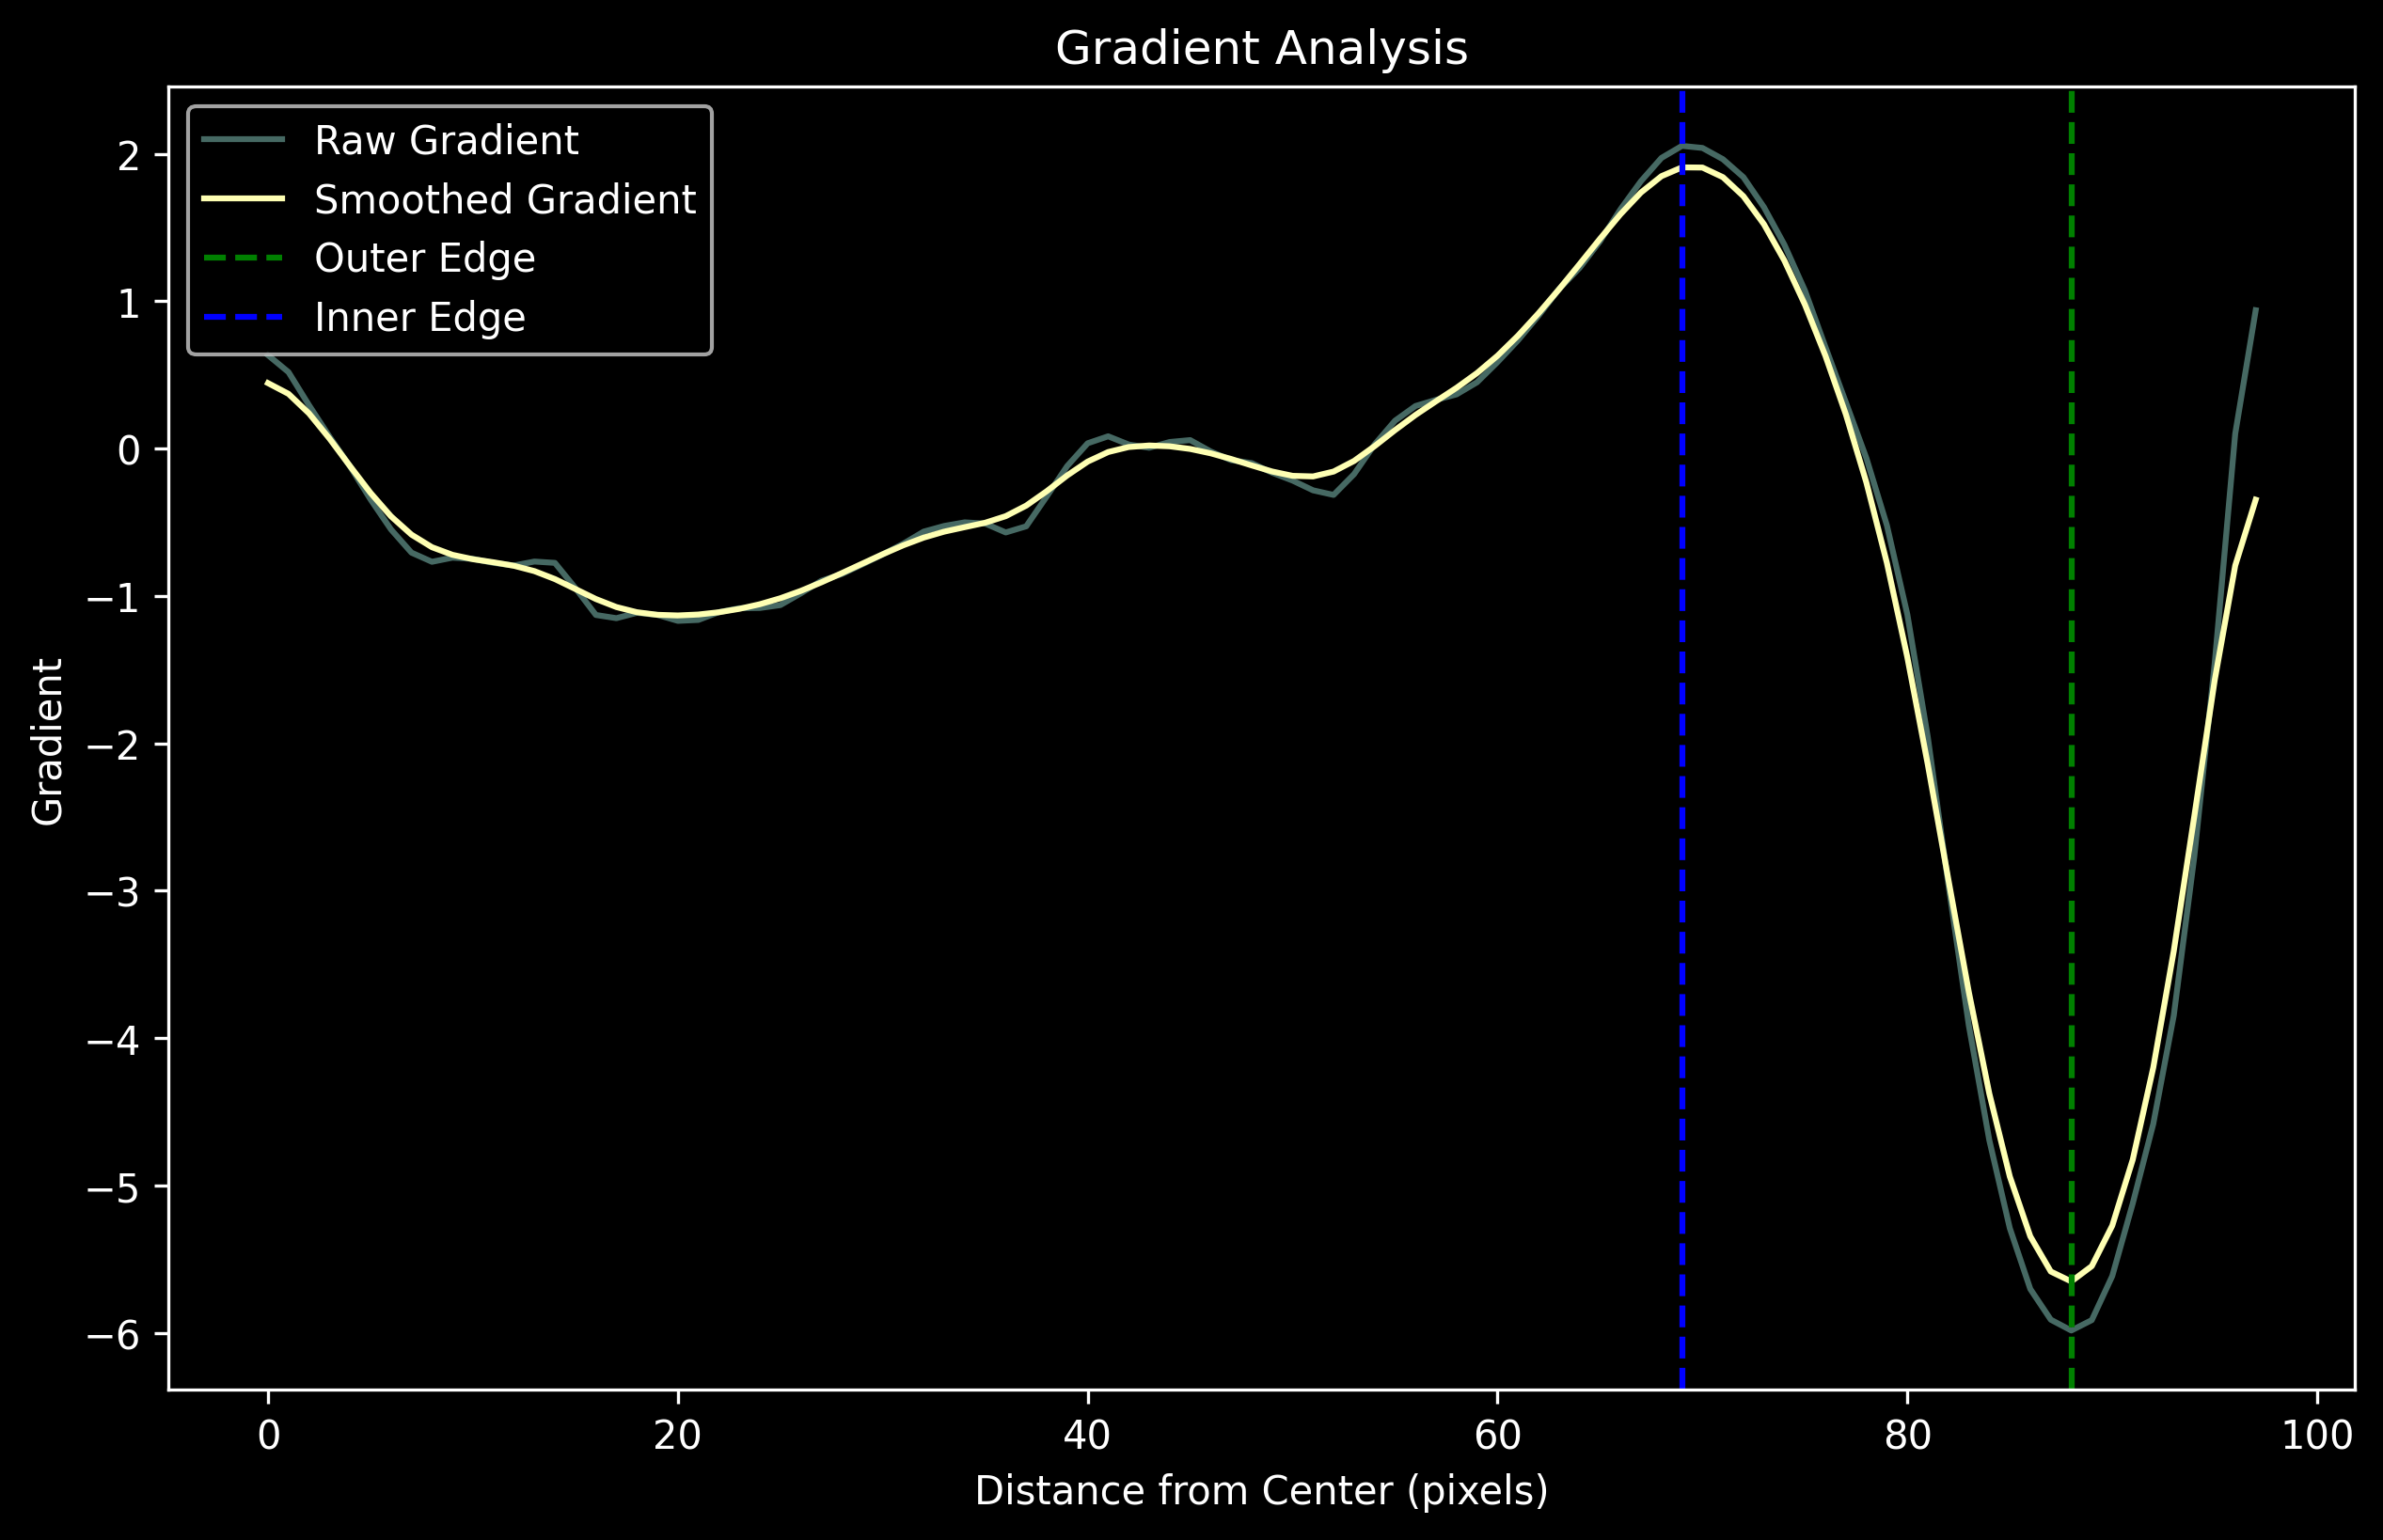 Gradient Analysis
Raw Gradient
Smoothed Gradient
Outer Edge
Inner Edge
2
1
0
−1
−2
−3
−4
−5
−6
Gradient
0 20 40 60 80 100
Distance from Center (pixels)